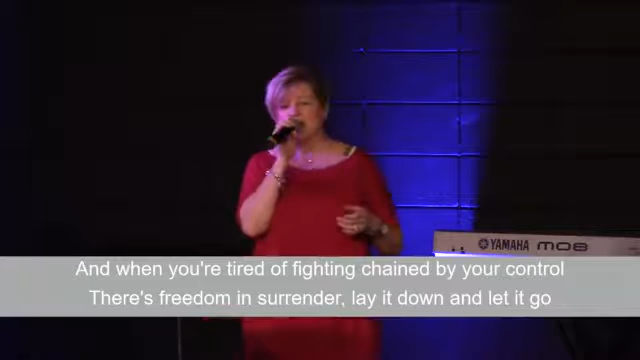 YAMAHA MO8
And when you're tired of fighting chained by your control
There's freedom in surrender, lay it down and let it go